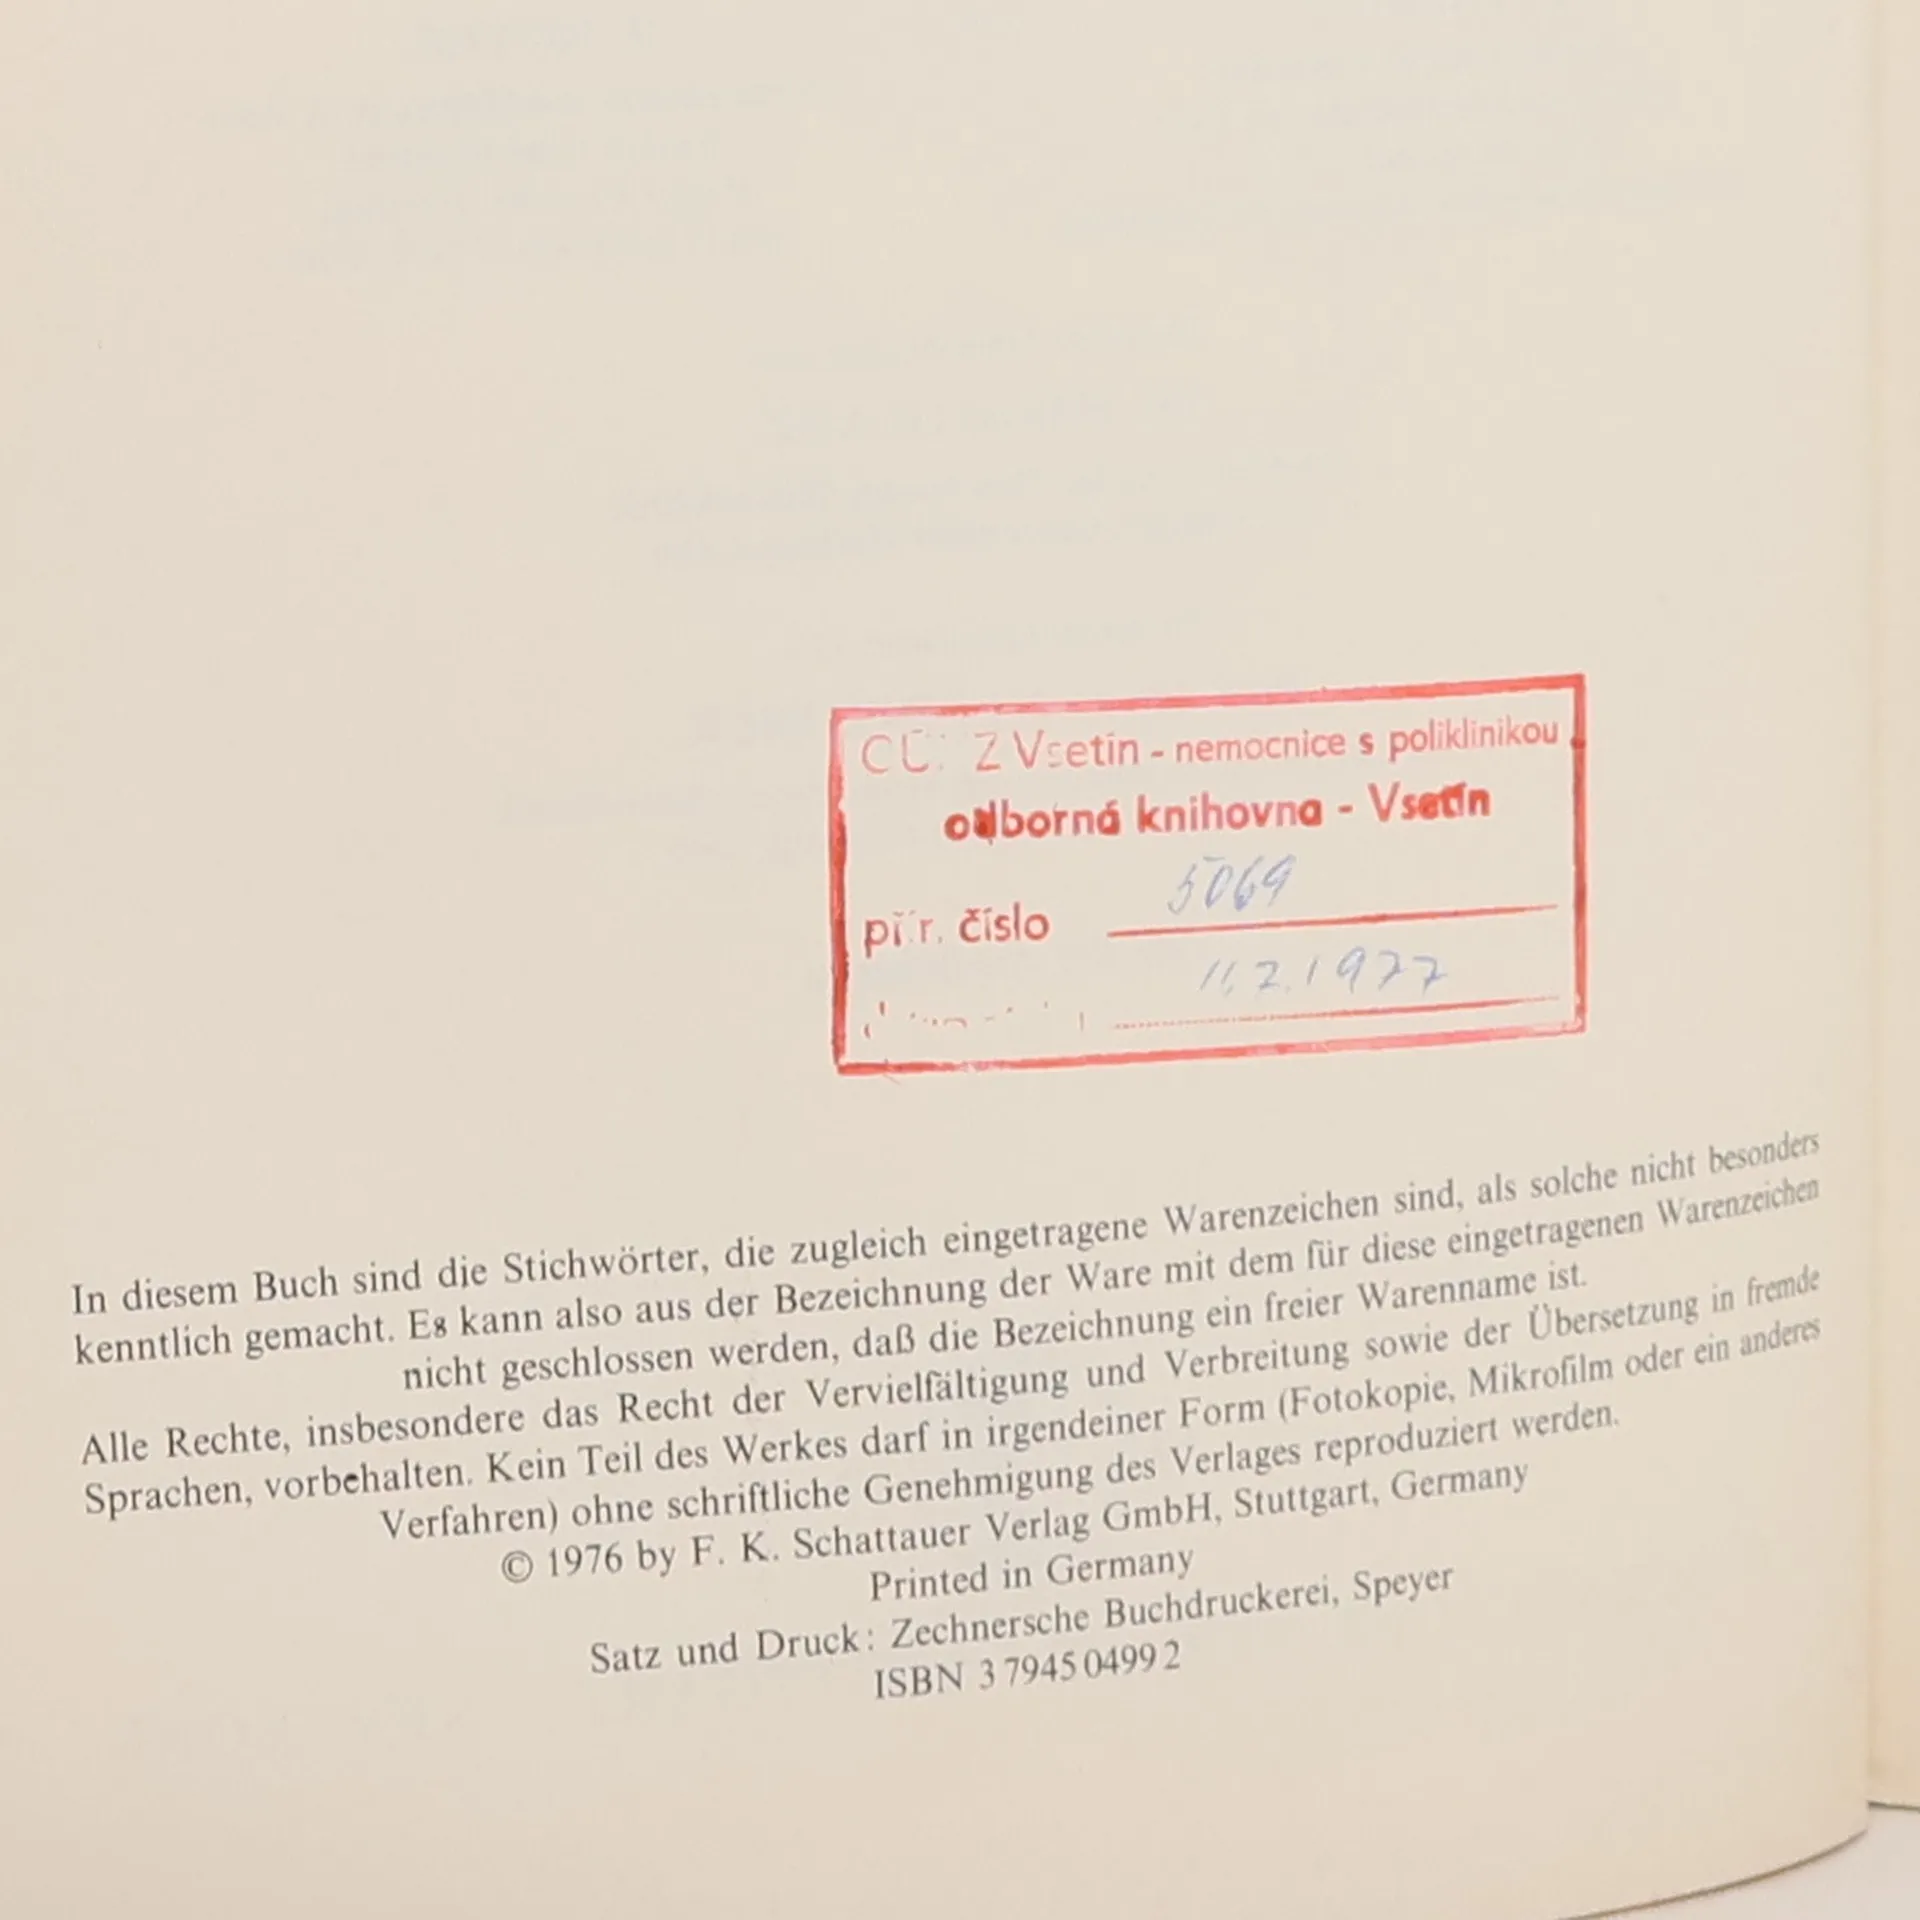 Z Vsetín - nemocnice s poliklinikou
odborná knihovna - Vsetín
přír. číslo 5069
11.2.1977
In diesem Buch sind die Stichwörter, die zugleich eingetragene Warenzeichen sind, als solche nicht besonders
kenntlich gemacht. Es kann also aus der Bezeichnung der Ware mit dem für diese eingetragenen Warenzeichen
nicht geschlossen werden, daß die Bezeichnung ein freier Warenname ist.
Alle Rechte, insbesondere das Recht der Vervielfältigung und Verbreitung sowie der Übersetzung in fremde
Sprachen, vorbehalten. Kein Teil des Werkes darf in irgendeiner Form (Fotokopie, Mikrofilm oder ein anderes
Verfahren) ohne schriftliche Genehmigung des Verlages reproduziert werden.
© 1976 by F. K. Schattauer Verlag GmbH, Stuttgart, Germany
Printed in Germany
Satz und Druck: Zechnersche Buchdruckerei, Speyer
ISBN 3 7945 0499 2